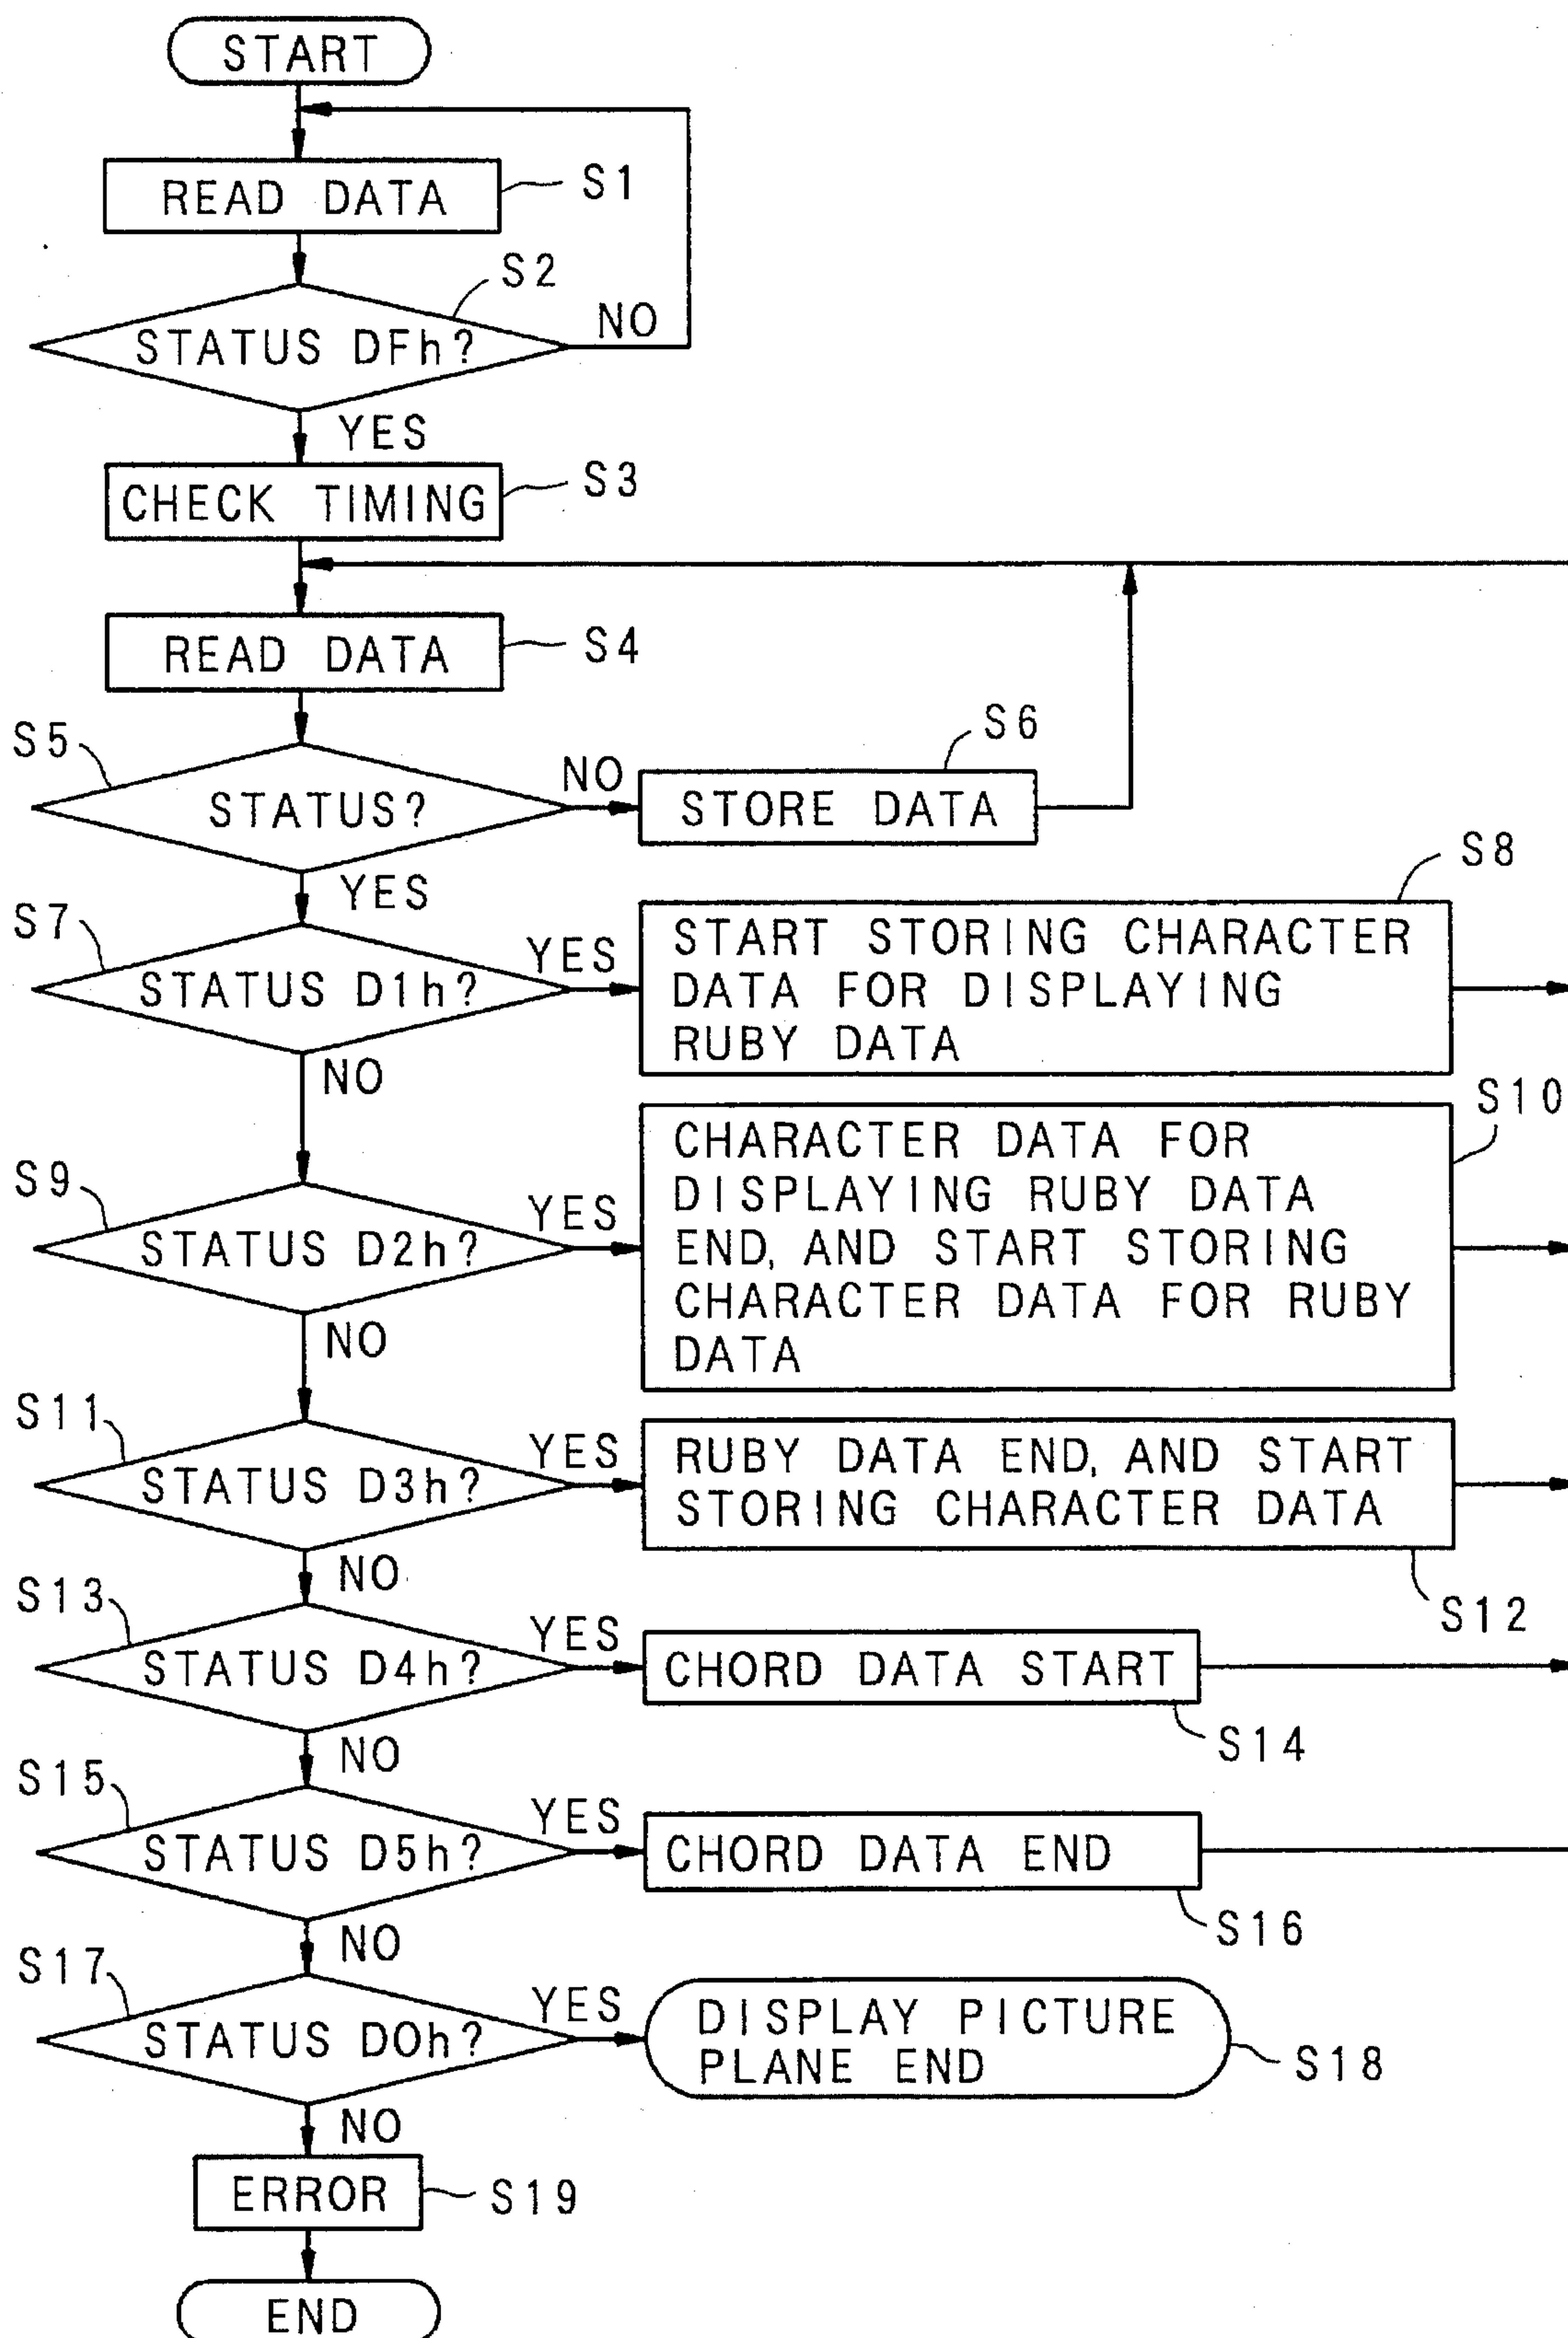 START
READ DATA
S1
S2
STATUS DFh?
NO
YES
CHECK TIMING
S3
READ DATA
S4
S5
STATUS?
NO
S6
STORE DATA
YES
S7
STATUS D1h?
YES
S8
START STORING CHARACTER
DATA FOR DISPLAYING
RUBY DATA
NO
S9
STATUS D2h?
YES
S10
CHARACTER DATA FOR
DISPLAYING RUBY DATA
END, AND START STORING
CHARACTER DATA FOR RUBY
DATA
NO
S11
STATUS D3h?
YES
RUBY DATA END, AND START
STORING CHARACTER DATA
S12
NO
S13
STATUS D4h?
YES
CHORD DATA START
S14
NO
S15
STATUS D5h?
YES
CHORD DATA END
S16
NO
S17
STATUS D0h?
YES
DISPLAY PICTURE
PLANE END
S18
NO
ERROR
S19
END